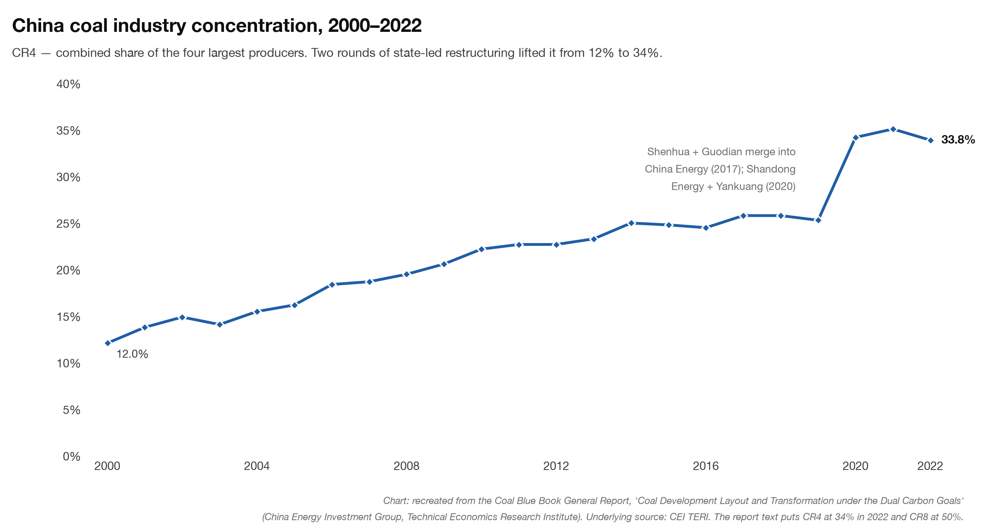 China coal industry concentration, 2000–2022
CR4 — combined share of the four largest producers. Two rounds of state-led restructuring lifted it from 12% to 34%.
40%
35%
30%
25%
20%
15%
10%
5%
0%
33.8%
Shenhua + Guodian merge into
China Energy (2017); Shandong
Energy + Yankuang (2020)
12.0%
2000 2004 2008 2012 2016 2020 2022
Chart: recreated from the Coal Blue Book General Report, 'Coal Development Layout and Transformation under the Dual Carbon Goals'
(China Energy Investment Group, Technical Economics Research Institute). Underlying source: CEI TERI. The report text puts CR4 at 34% in 2022 and CR8 at 50%.